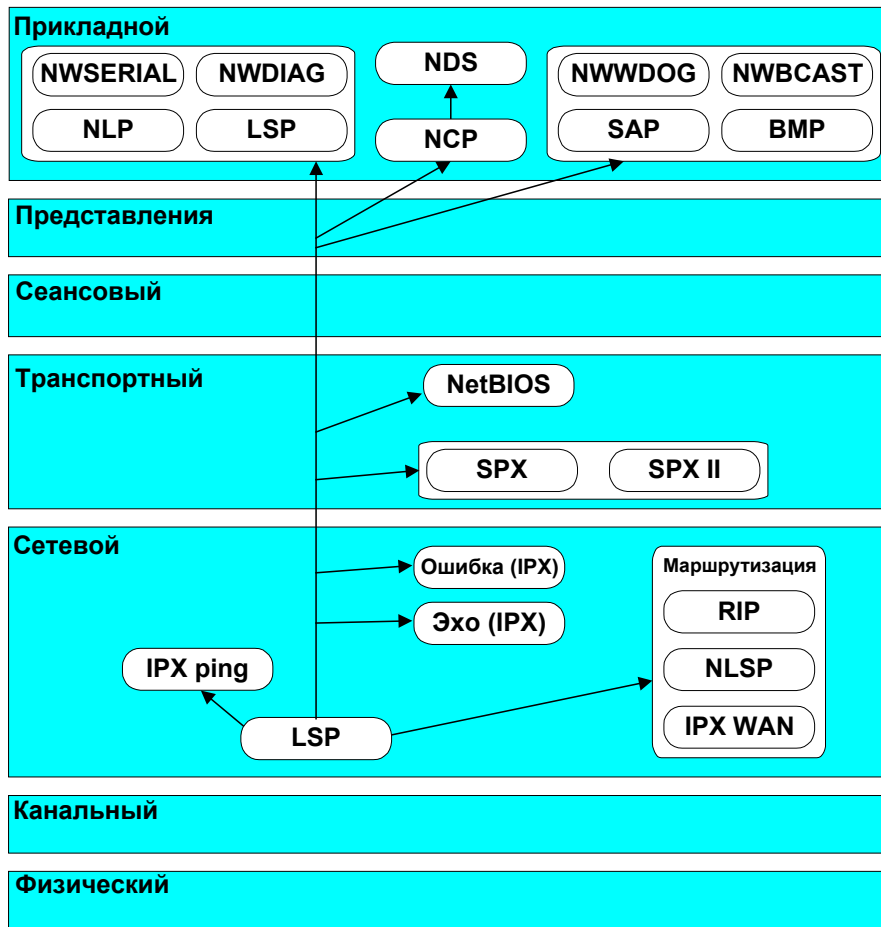 Прикладной
NWSERIAL NWDIAG
NLP LSP
NDS
NCP
NWWDOG NWBCAST
SAP BMP
Представления
Сеансовый
Транспортный
NetBIOS
SPX SPX II
Сетевой
Ошибка (IPX)
Эхо (IPX)
IPX ping
LSP
Маршрутизация
RIP
NLSP
IPX WAN
Канальный
Физический